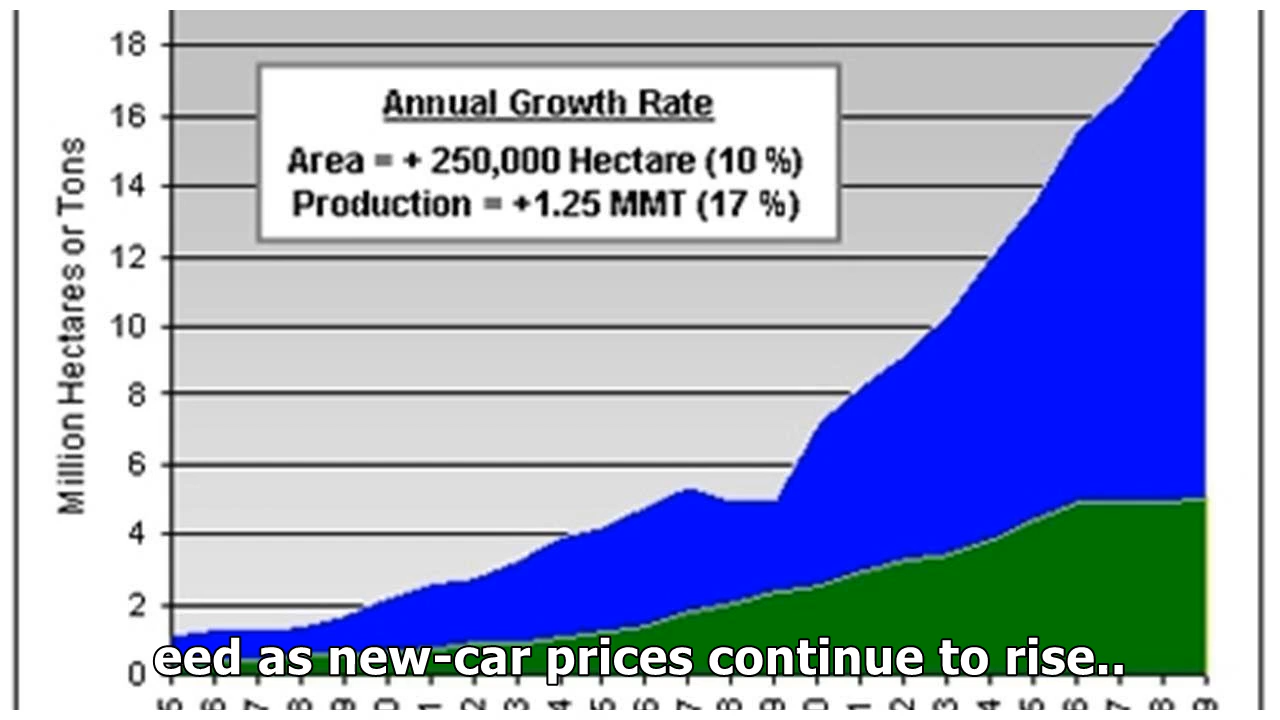 18
16
14
12
10
8
6
4
2
0
Million Hectares or Tons
Annual Growth Rate
Area = + 250,000 Hectare (10 %)
Production = +1.25 MMT (17 %)
eed as new-car prices continue to rise..